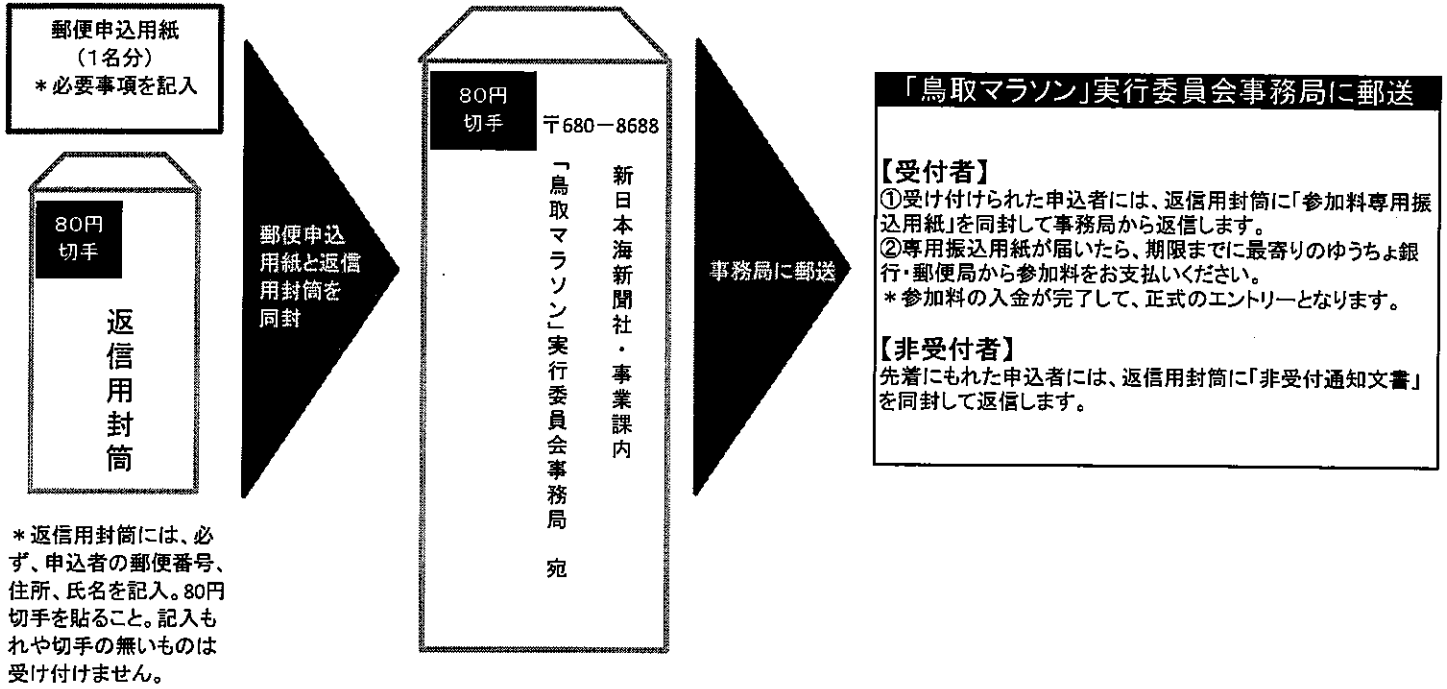 郵便申込用紙
(1名分)
＊必要事項を記入
80円
切手
返信用封筒
＊返信用封筒には、必
ず、申込者の郵便番号、
住所、氏名を記入。80円
切手を貼ること。記入も
れや切手の無いものは
受け付けません。
郵便申込
用紙と返信
用封筒を
同封
80円
切手
〒680－8688
新日本海新聞社・事業課内
「鳥取マラソン」実行委員会事務局　宛
事務局に郵送
「鳥取マラソン」実行委員会事務局に郵送
【受付者】
①受け付けられた申込者には、返信用封筒に「参加料専用振
込用紙」を同封して事務局から返信します。
②専用振込用紙が届いたら、期限までに最寄りのゆうちょ銀
行・郵便局から参加料をお支払いください。
＊参加料の入金が完了して、正式のエントリーとなります。
【非受付者】
先着にもれた申込者には、返信用封筒に「非受付通知文書」
を同封して返信します。